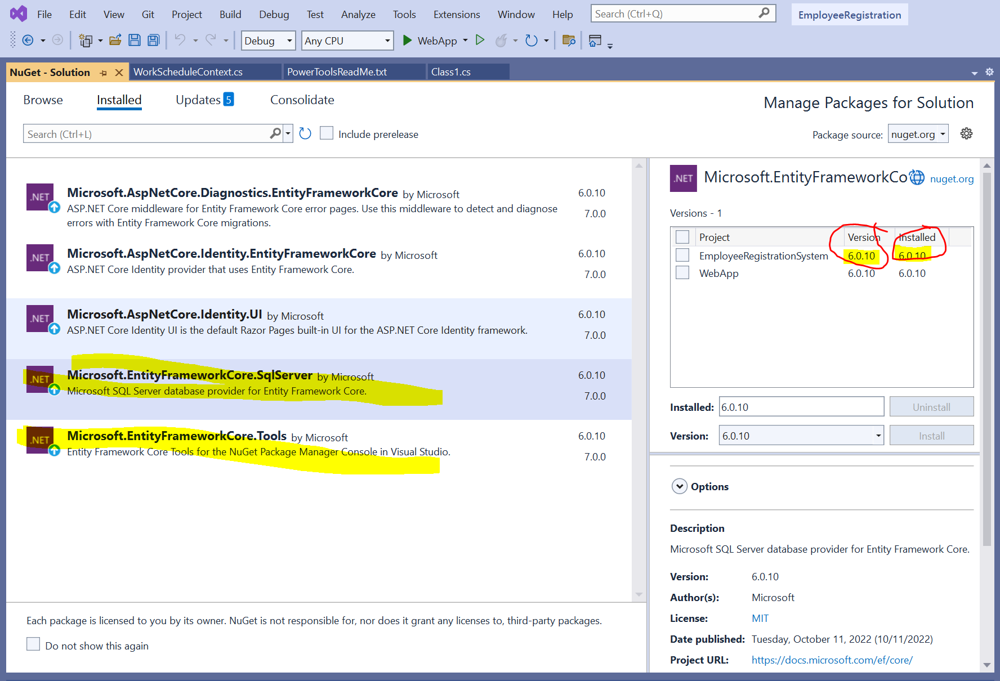 File Edit View Git Project Build Debug Test Analyze Tools Extensions Window Help Search (Ctrl+Q) EmployeeRegistration
Debug Any CPU WebApp
NuGet - Solution WorkScheduleContext.cs PowerToolsReadMe.txt Class1.cs
Browse Installed Updates 5 Consolidate
Manage Packages for Solution
Search (Ctrl+L) Include prerelease
Package source: nuget.org
.NET
Microsoft.AspNetCore.Diagnostics.EntityFrameworkCore by Microsoft 6.0.10
ASP.NET Core middleware for Entity Framework Core error pages. Use this middleware to detect and diagnose 7.0.0
errors with Entity Framework Core migrations.
.NET
Microsoft.AspNetCore.Identity.EntityFrameworkCore by Microsoft 6.0.10
ASP.NET Core Identity provider that uses Entity Framework Core. 7.0.0
.NET
Microsoft.AspNetCore.Identity.UI by Microsoft 6.0.10
ASP.NET Core Identity UI is the default Razor Pages built-in UI for the ASP.NET Core Identity framework. 7.0.0
.NET
Microsoft.EntityFrameworkCore.SqlServer by Microsoft 6.0.10
Microsoft SQL Server database provider for Entity Framework Core. 7.0.0
.NET
Microsoft.EntityFrameworkCore.Tools by Microsoft 6.0.10
Entity Framework Core Tools for the NuGet Package Manager Console in Visual Studio. 7.0.0
Each package is licensed to you by its owner. NuGet is not responsible for, nor does it grant any licenses to, third-party packages.
Do not show this again
.NET Microsoft.EntityFrameworkCo nuget.org
Versions - 1
Project Version Installed
EmployeeRegistrationSystem 6.0.10 6.0.10
WebApp 6.0.10 6.0.10
Installed: 6.0.10 Uninstall
Version: 6.0.10 Install
Options
Description
Microsoft SQL Server database provider for Entity Framework Core.
Version: 6.0.10
Author(s): Microsoft
License: MIT
Date published: Tuesday, October 11, 2022 (10/11/2022)
Project URL: https://docs.microsoft.com/ef/core/